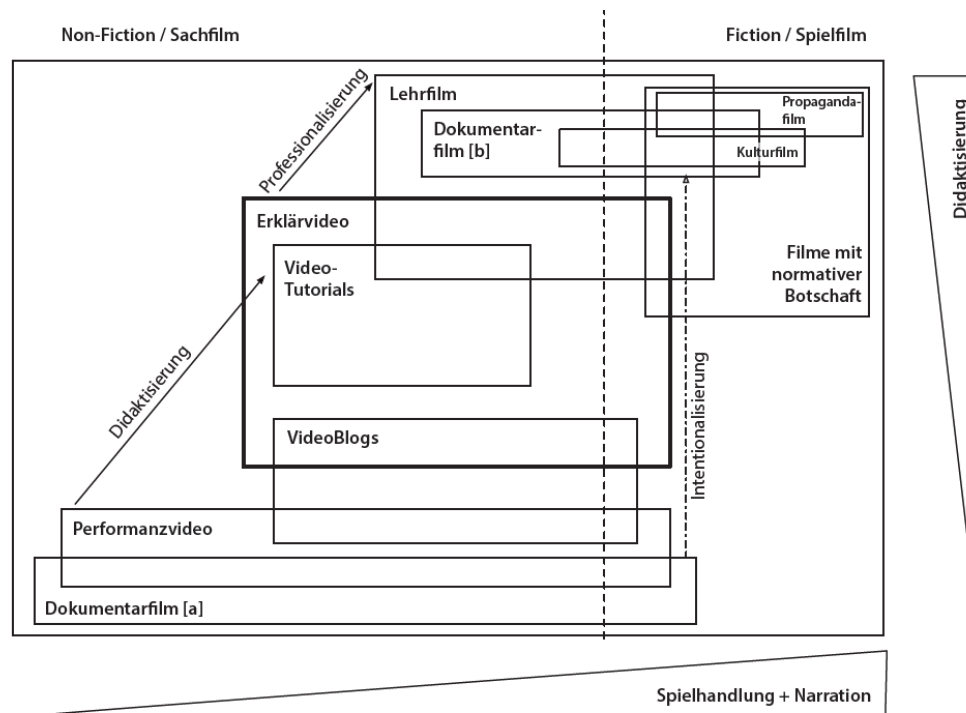 Non-Fiction / Sachfilm
Fiction / Spielfilm
Professionalisierung
Lehrfilm
Propaganda-
film
Dokumentar-
film [b]
Kulturfilm
Didaktisierung
Erklärvideo
Video-
Tutorials
Filme mit
normativer
Botschaft
Didaktisierung
Intentionalisierung
VideoBlogs
Performanzvideo
Dokumentarfilm [a]
Spielhandlung + Narration